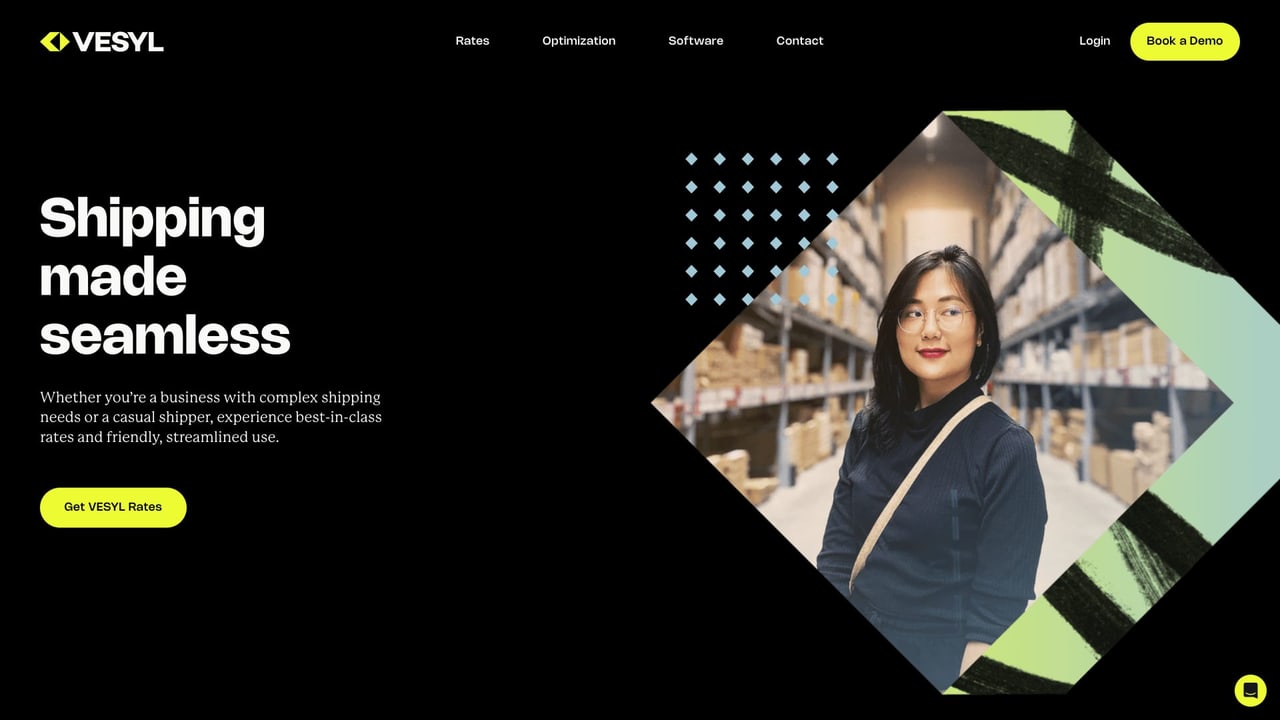 VESYL
Rates
Optimization
Software
Contact
Login
Book a Demo
Shipping
made
seamless
Whether you’re a business with complex shipping
needs or a casual shipper, experience best-in-class
rates and friendly, streamlined use.
Get VESYL Rates